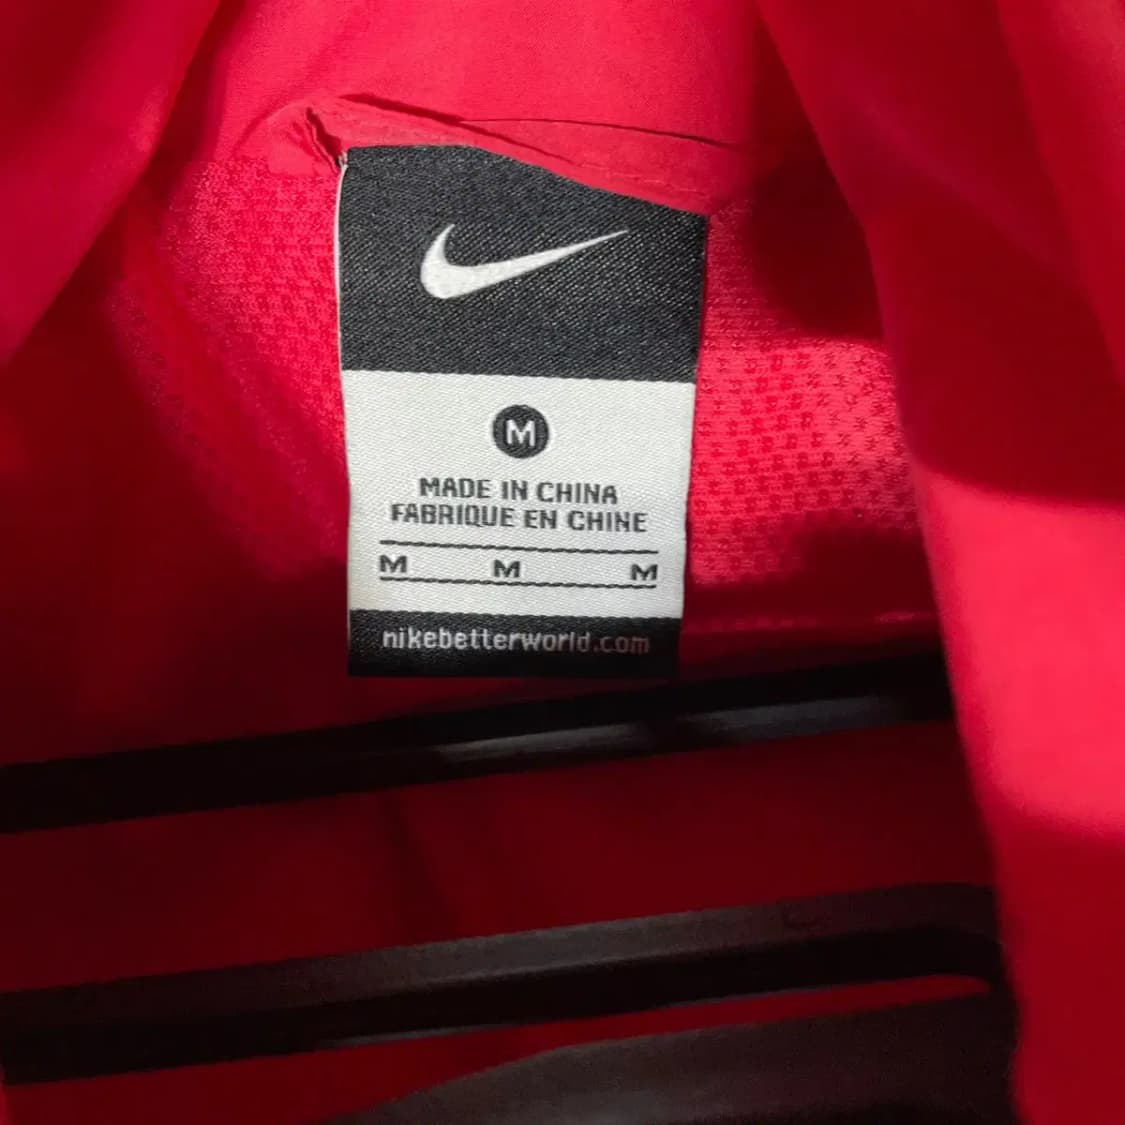 M
MADE IN CHINA
FABRIQUE EN CHINE
M M M
nikebetterworld.com